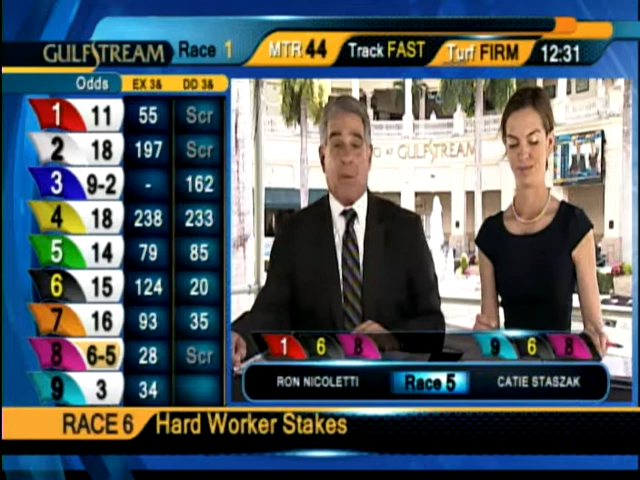 GULFSTREAM Race 1 MTR 44 Track FAST Turf FIRM 12:31
Odds EX 3& DD 3&
1 11 55 Scr
2 18 197 Scr
3 9-2 - 162
4 18 238 233
5 14 79 85
6 15 124 20
7 16 93 35
8 6-5 28 Scr
9 3 34
AT GULFSTREAM
1 6 8 9 6 8
RON NICOLETTI Race 5 CATIE STASZAK
RACE 6 Hard Worker Stakes